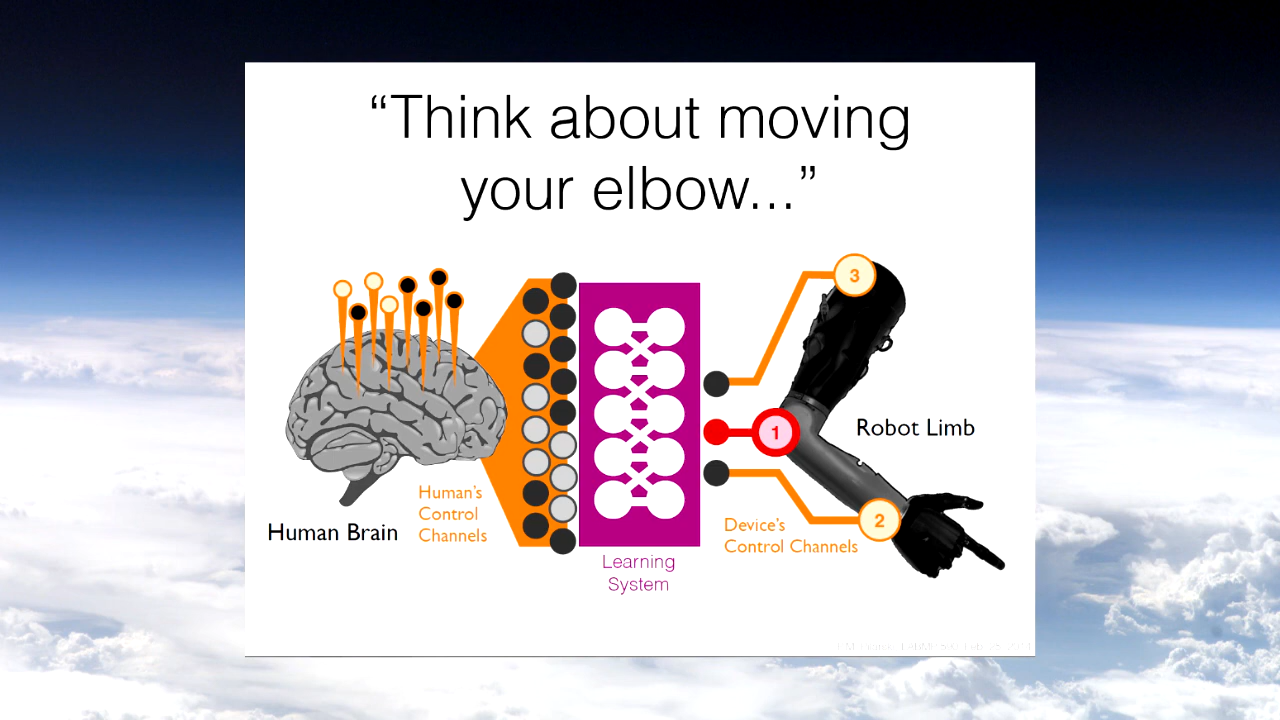 “Think about moving
your elbow...”
3
1
Robot Limb
2
Human's
Control
Channels
Human Brain
Device's
Control Channels
Learning
System